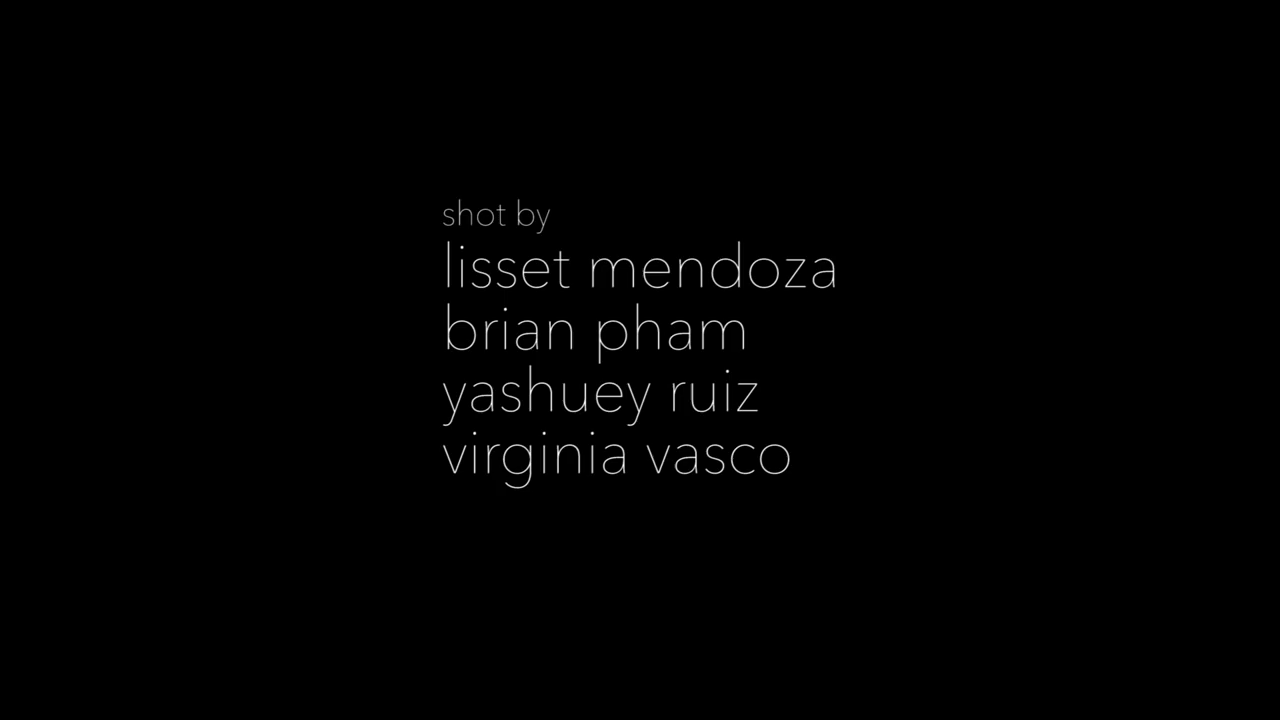 shot by
lisset mendoza
brian pham
yashuey ruiz
virginia vasco